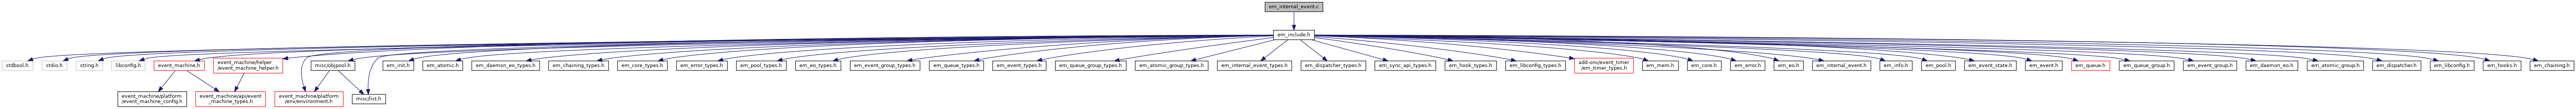 em_internal_event.c
em_include.h
stdbool.h
stdio.h
string.h
libconfig.h
event_machine.h
event_machine/helper
/event_machine_helper.h
misc/objpool.h
em_init.h
em_atomic.h
em_daemon_eo_types.h
em_chaining_types.h
em_core_types.h
em_error_types.h
em_pool_types.h
em_eo_types.h
em_event_group_types.h
em_queue_types.h
em_event_types.h
em_queue_group_types.h
em_atomic_group_types.h
em_internal_event_types.h
em_dispatcher_types.h
em_sync_api_types.h
em_hook_types.h
em_libconfig_types.h
add-ons/event_timer
/em_timer_types.h
em_mem.h
em_core.h
em_error.h
em_eo.h
em_internal_event.h
em_info.h
em_pool.h
em_event_state.h
em_event.h
em_queue.h
em_queue_group.h
em_event_group.h
em_daemon_eo.h
em_atomic_group.h
em_dispatcher.h
em_libconfig.h
em_hooks.h
em_chaining.h
event_machine/platform
/event_machine_config.h
event_machine/api/event
_machine_types.h
event_machine/platform
/env/environment.h
misc/list.h